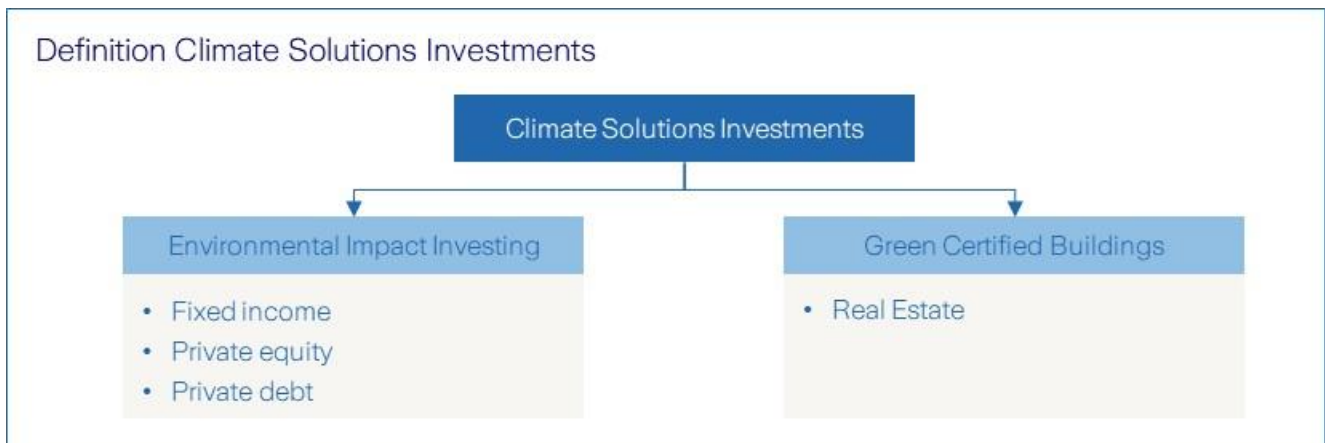 Definition Climate Solutions Investments
Climate Solutions Investments
Environmental Impact Investing
• Fixed income
• Private equity
• Private debt
Green Certified Buildings
• Real Estate